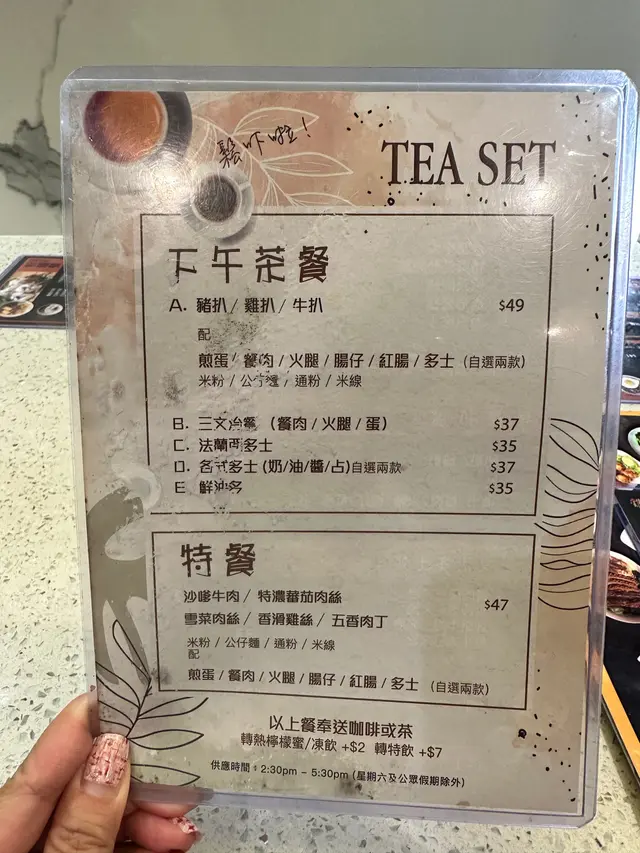 鬆吓啦！
TEA SET
下午茶餐
A. 豬扒 / 雞扒 / 牛扒 $49
配
煎蛋 / 餐肉 / 火腿 / 腸仔 / 紅腸 / 多士 (自選兩款)
米粉 / 公仔麵 / 通粉 / 米線
B. 三文治餐 (餐肉 / 火腿 / 蛋) $37
C. 法蘭西多士 $35
D. 各式多士 (奶/油/醬/占)自選兩款 $37
E 鮮油多 $35
特餐
沙嗲牛肉 / 特濃蕃茄肉絲
雪菜肉絲 / 香滑雞絲 / 五香肉丁 $47
米粉 / 公仔麵 / 通粉 / 米線
配
煎蛋 / 餐肉 / 火腿 / 腸仔 / 紅腸 / 多士 (自選兩款)
以上餐奉送咖啡或茶
轉熱檸檬蜜/凍飲 +$2 轉特飲 +$7
供應時間：2:30pm - 5:30pm (星期六及公眾假期除外)